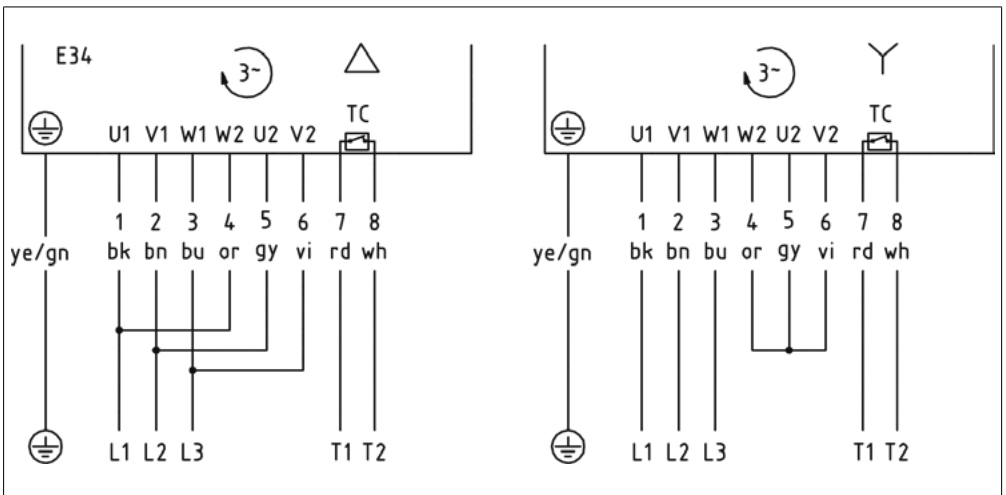 E34 3~
TC
U1 V1 W1 W2 U2 V2
1 2 3 4 5 6 7 8
ye/gn bk bn bu or gy vi rd wh
L1 L2 L3 T1 T2
3~
TC
U1 V1 W1 W2 U2 V2
1 2 3 4 5 6 7 8
ye/gn bk bn bu or gy vi rd wh
L1 L2 L3 T1 T2